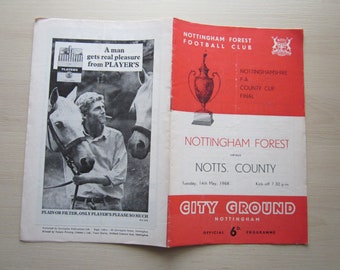 A man
gets real pleasure
from PLAYER'S
PLAYER'S
PLAIN OR FILTER, ONLY PLAYER'S PLEASE SO MUCH
NOTTINGHAM FOREST
FOOTBALL CLUB
NOTTINGHAMSHIRE
F.A.
COUNTY CUP
FINAL
NOTTINGHAM FOREST
NOTTS. COUNTY
Tuesday, 14th May, 1968
Kick-off 7.30 p.m.
CITY GROUND
NOTTINGHAM
OFFICIAL 6D PROGRAMME